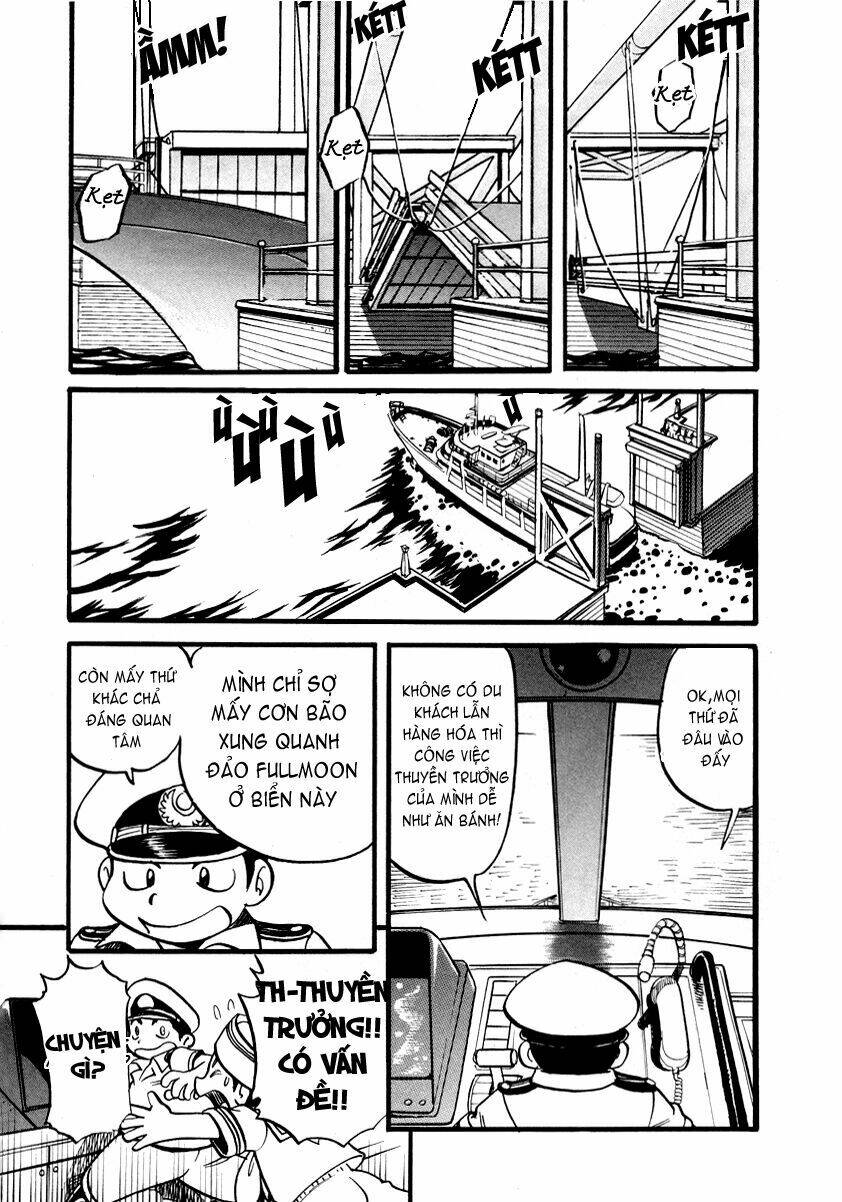 KÉTT
Kẹt
KÉTT
KÉTT
Kẹt
ẦMM!
Kẹt
Ù
Ù
Ù
Ù
Ù
Ù
OK,MỌI
THỨ ĐÃ
ĐÂU VÀO
ĐẤY
KHÔNG CÓ DU
KHÁCH LẪN
HÀNG HÓA THÌ
CÔNG VIỆC
THUYỀN TRƯỞNG
CỦA MÌNH DỄ
NHƯ ĂN BÁNH!
MÌNH CHỈ SỢ
MẤY CƠN BÃO
XUNG QUANH
ĐẢO FULLMOON
Ở BIỂN NÀY
CÒN MẤY THỨ
KHÁC CHẢ
ĐÁNG QUAN
TÂM
TH-THUYỀN
TRƯỞNG!!
CÓ VẤN
ĐỀ!!
CHUYỆN
GÌ?